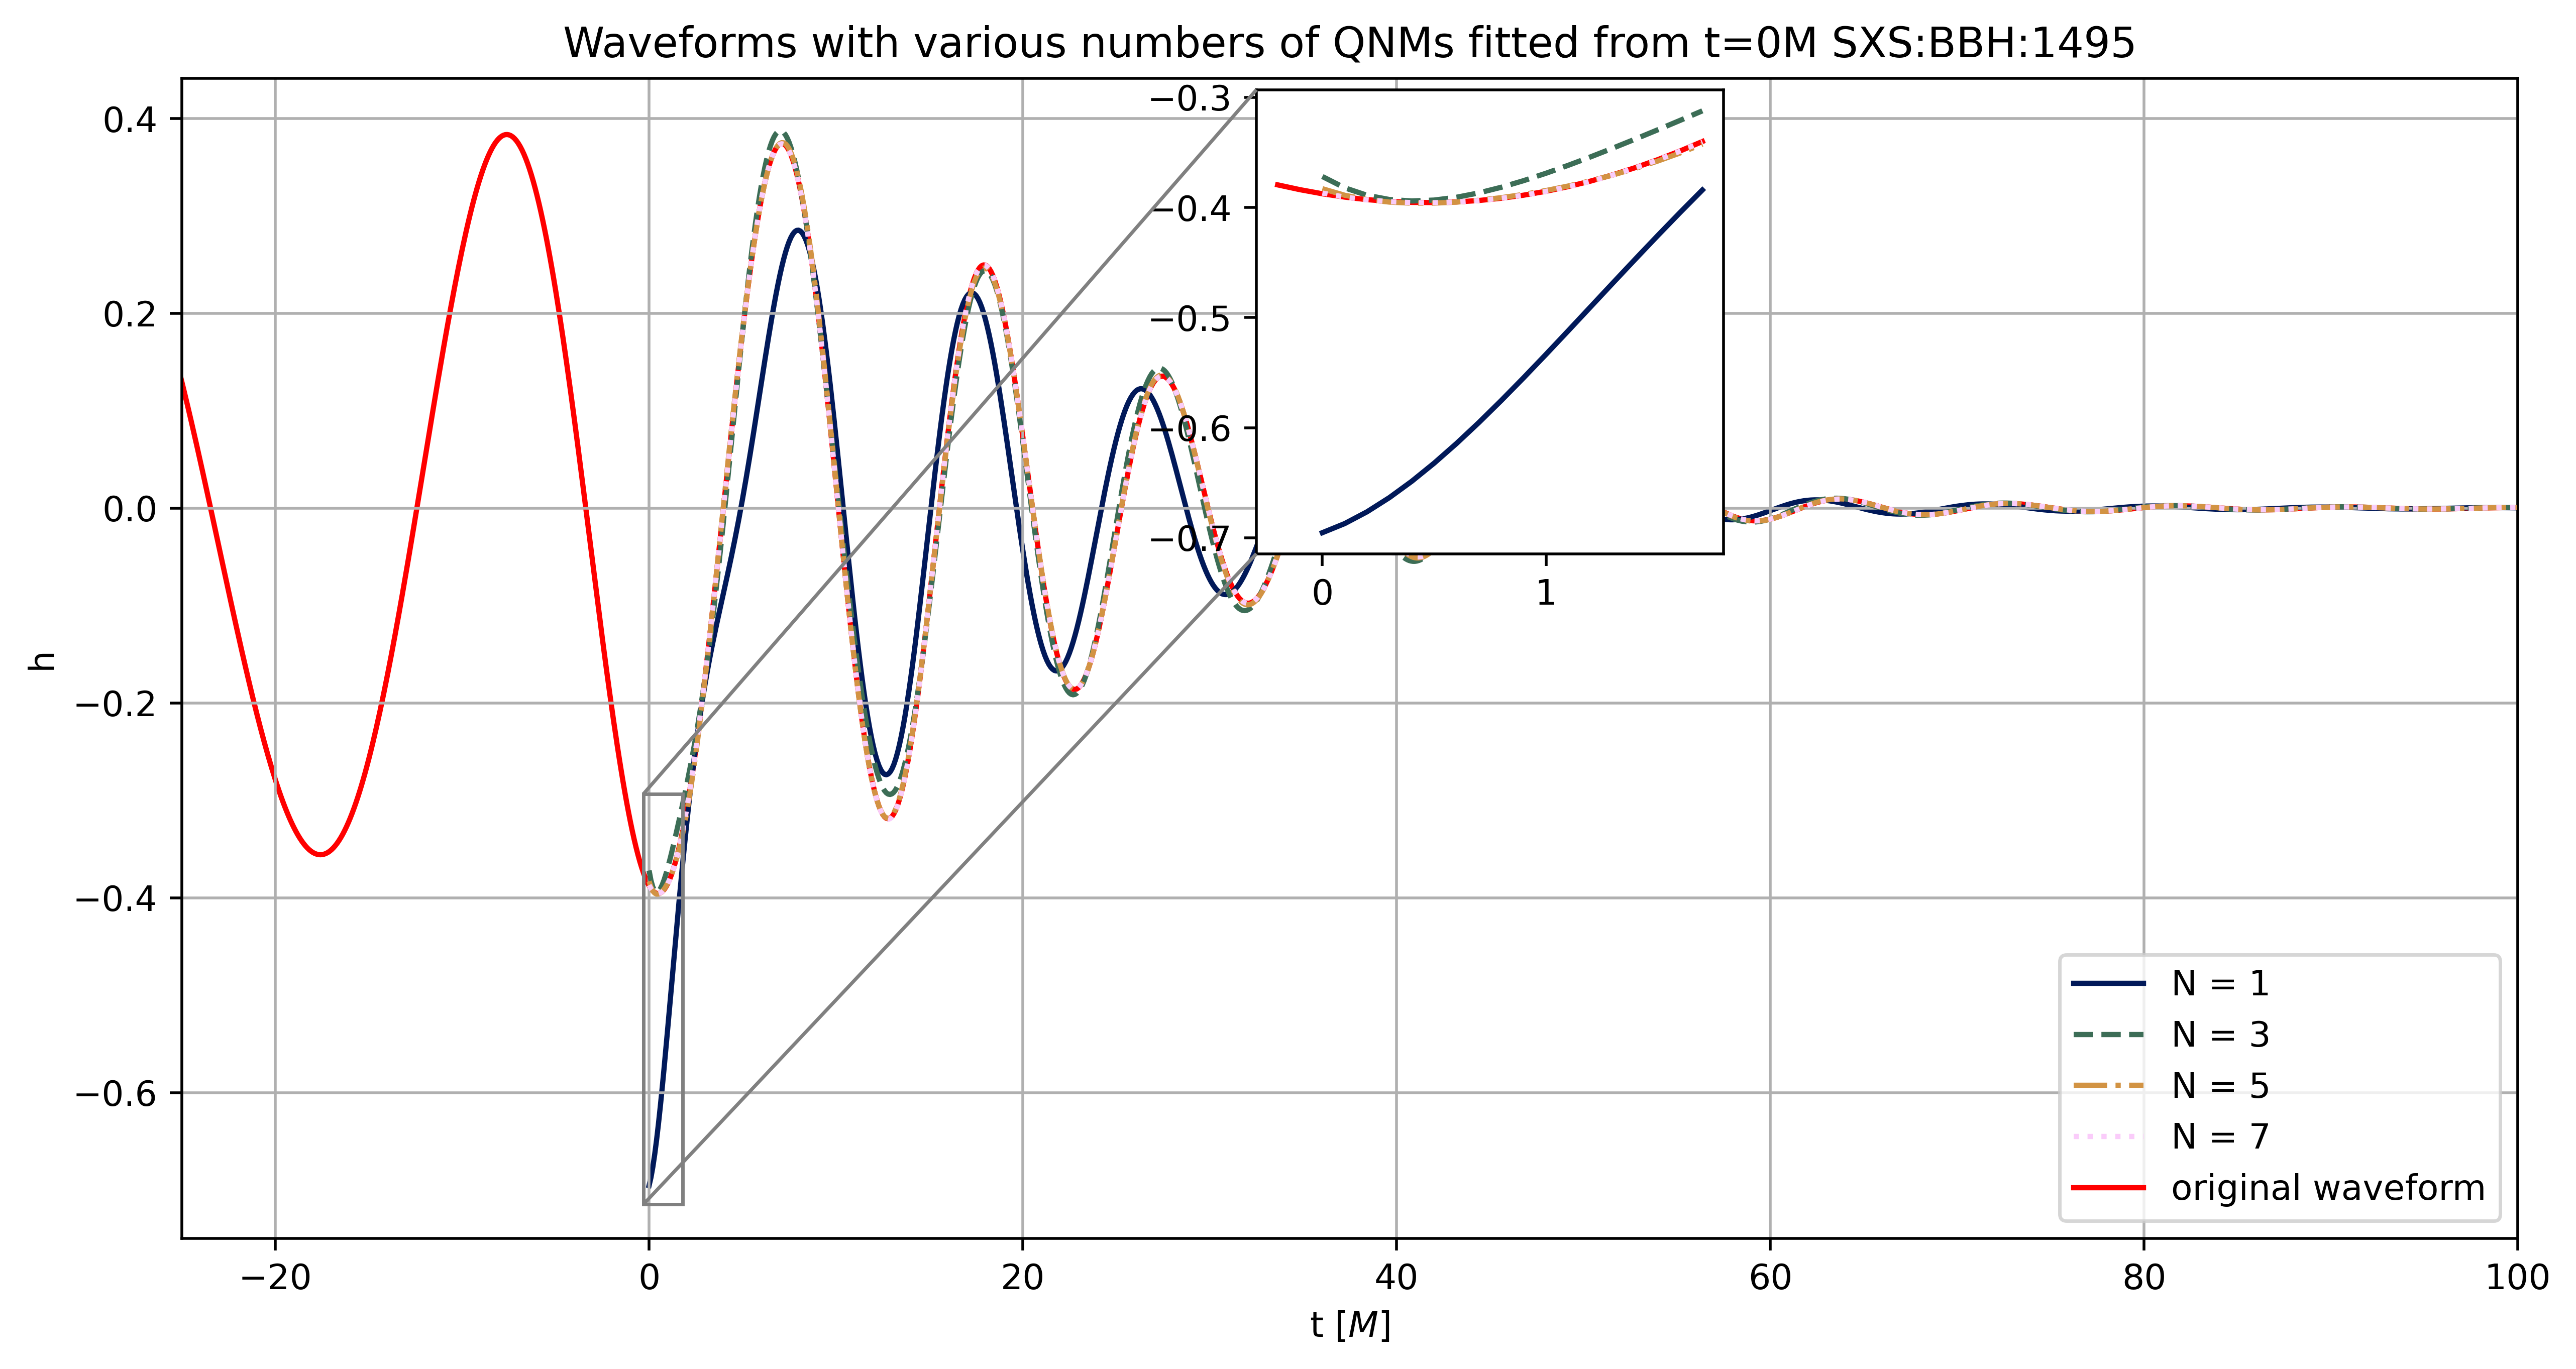 Waveforms with various numbers of QNMs fitted from t=0M SXS:BBH:1495
0.4
0.2
0.0
−0.2
−0.4
−0.6
h
−0.3
−0.4
−0.5
−0.6
−0.7
0 1
N = 1
N = 3
N = 5
N = 7
original waveform
−20 0 20 40 60 80 100
t [M]